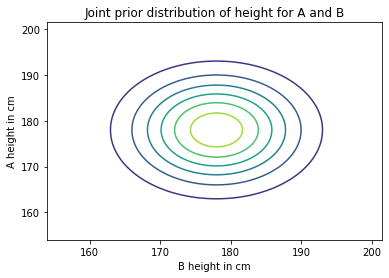 Joint prior distribution of height for A and B
200
190
180
170
160
A height in cm
160 170 180 190 200
B height in cm